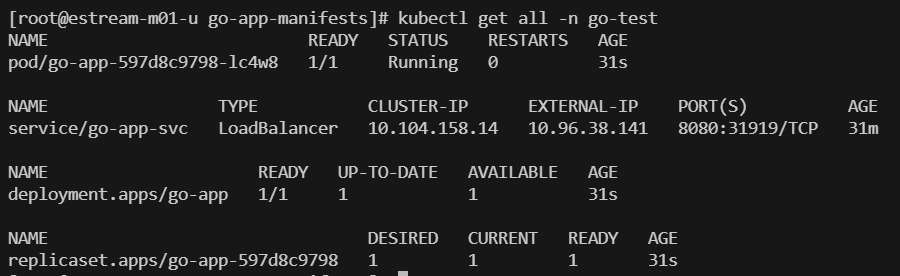 [root@estream-m01-u go-app-manifests]# kubectl get all -n go-test
NAME                          READY   STATUS    RESTARTS   AGE
pod/go-app-597d8c9798-lc4w8   1/1     Running   0          31s
NAME                 TYPE           CLUSTER-IP      EXTERNAL-IP    PORT(S)          AGE
service/go-app-svc   LoadBalancer   10.104.158.14   10.96.38.141   8080:31919/TCP   31m
NAME                     READY   UP-TO-DATE   AVAILABLE   AGE
deployment.apps/go-app   1/1     1            1           31s
NAME                                DESIRED   CURRENT   READY   AGE
replicaset.apps/go-app-597d8c9798   1         1         1       31s